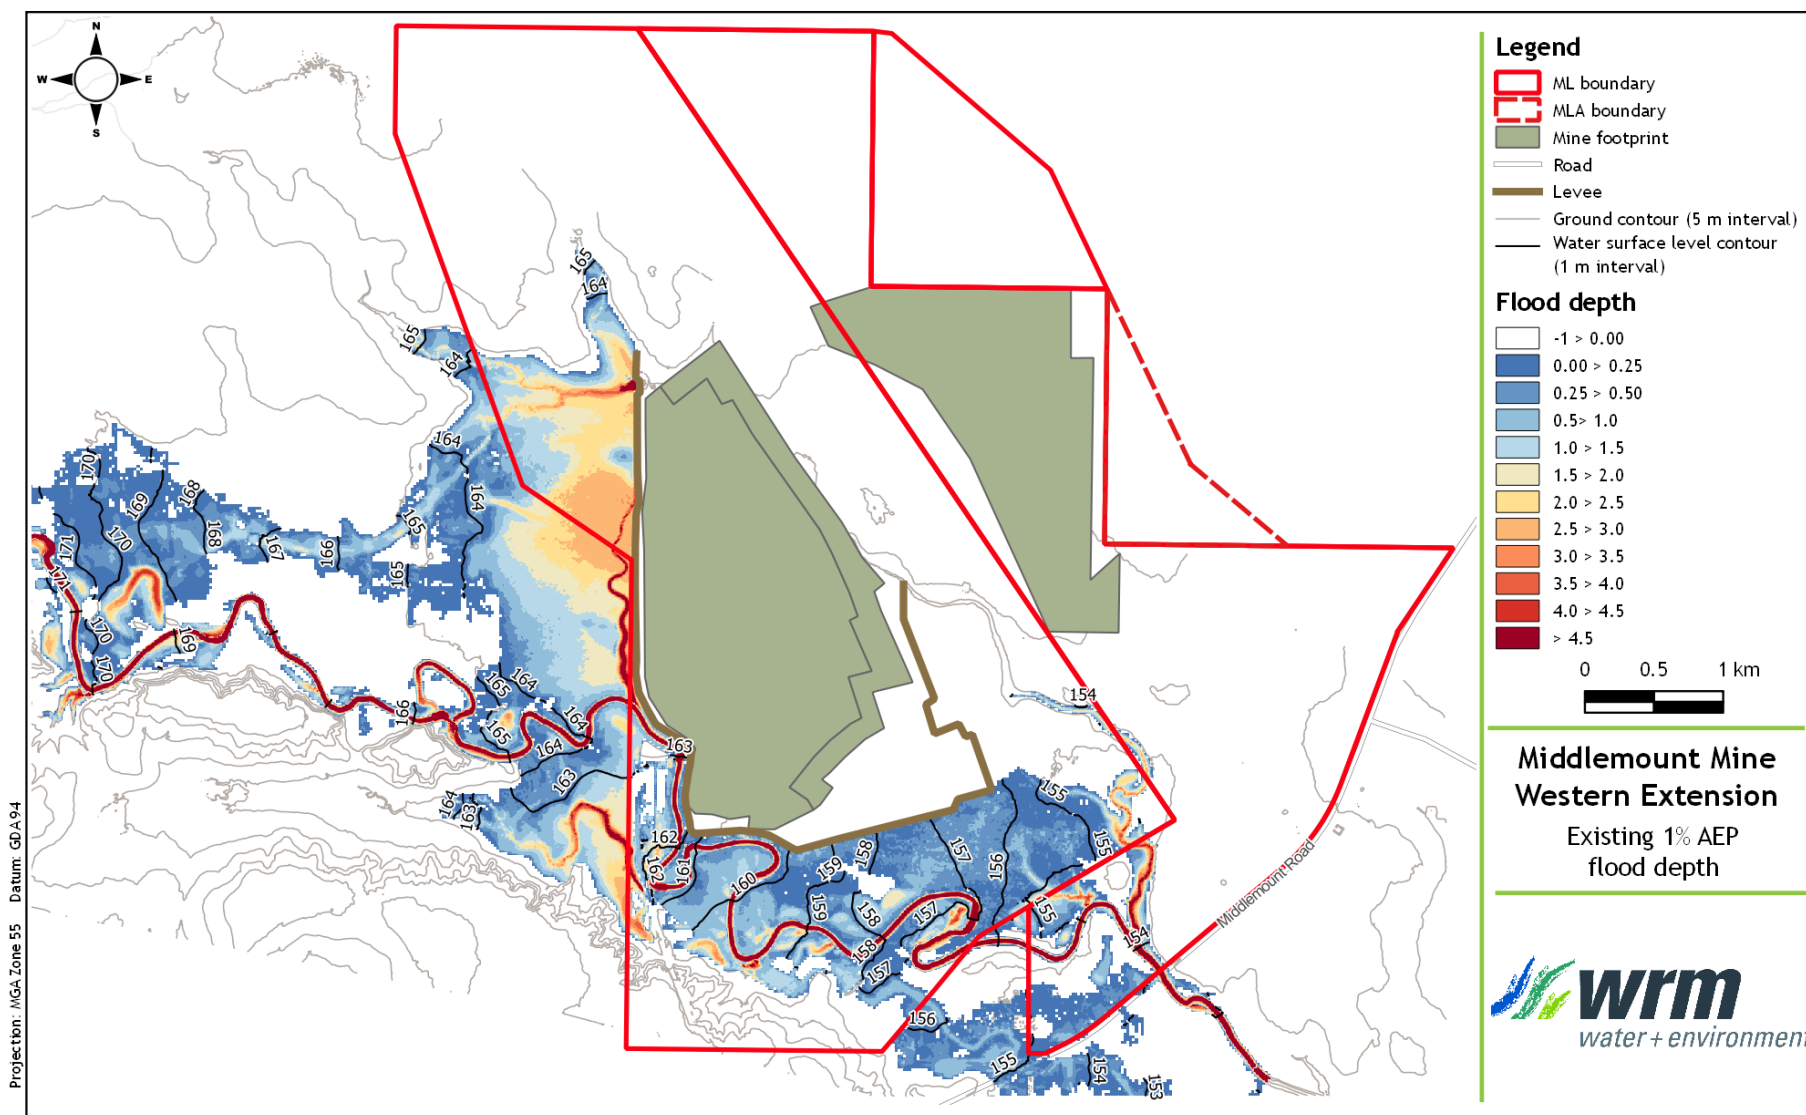 N
W E
S
165
164
165
164
164
170
169
168
164
171
170
168
167
166
165
165
171
170
169
170
166
165
164
164
165
164
163
163
164
163
162
162
161
160
159
158
157
156
155
155
154
159
158
157
158
157
155
154
156
155
154
153
Middlemount Road
Projection: MGA Zone 55 Datum: GDA94
Legend
ML boundary
MLA boundary
Mine footprint
Road
Levee
Ground contour (5 m interval)
Water surface level contour
(1 m interval)
Flood depth
-1 > 0.00
0.00 > 0.25
0.25 > 0.50
0.5> 1.0
1.0 > 1.5
1.5 > 2.0
2.0 > 2.5
2.5 > 3.0
3.0 > 3.5
3.5 > 4.0
4.0 > 4.5
> 4.5
0 0.5 1 km
Middlemount Mine
Western Extension
Existing 1% AEP
flood depth
wrm
water + environment